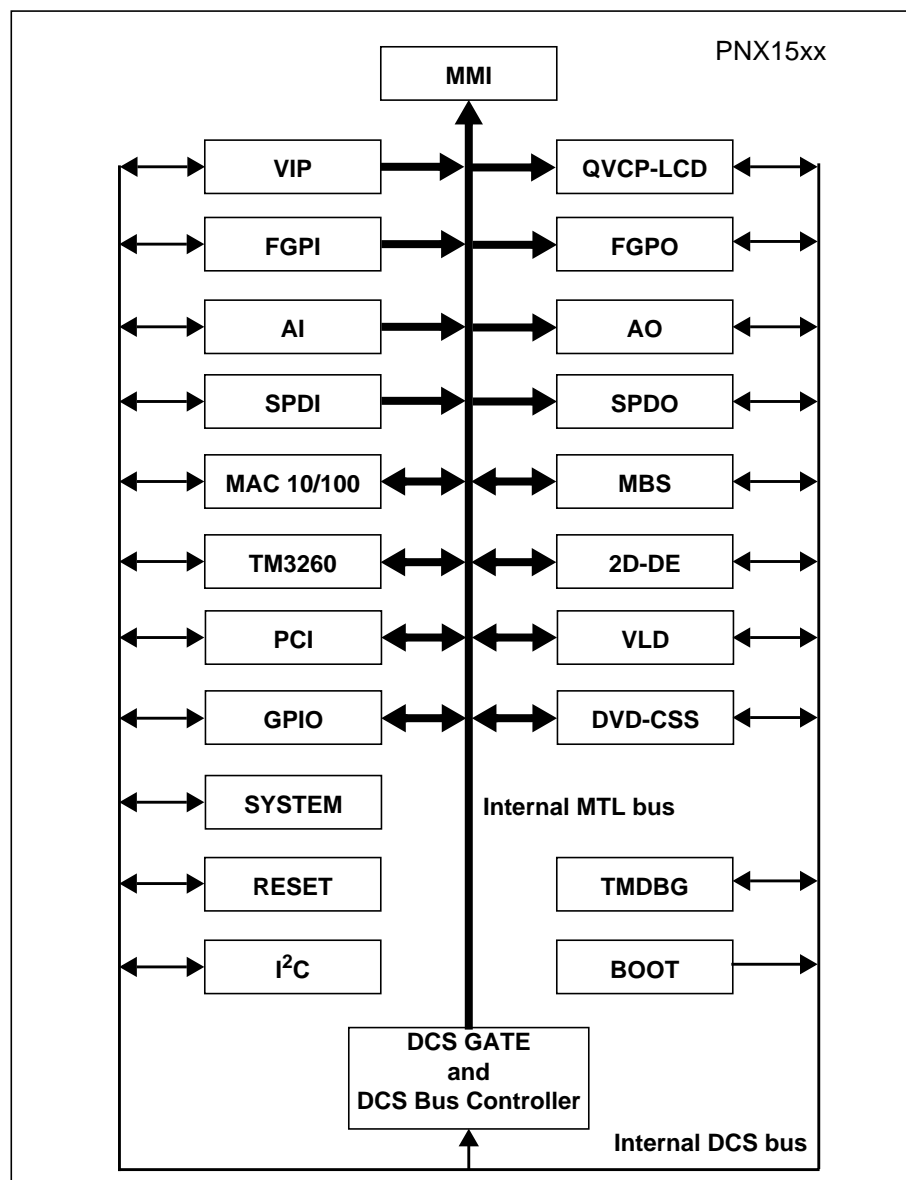 PNX15xx
MMI
VIP
QVCP-LCD
FGPI
FGPO
AI
AO
SPDI
SPDO
MAC 10/100
MBS
TM3260
2D-DE
PCI
VLD
GPIO
DVD-CSS
SYSTEM
Internal MTL bus
RESET
TMDBG
I²C
BOOT
DCS GATE
and
DCS Bus Controller
Internal DCS bus